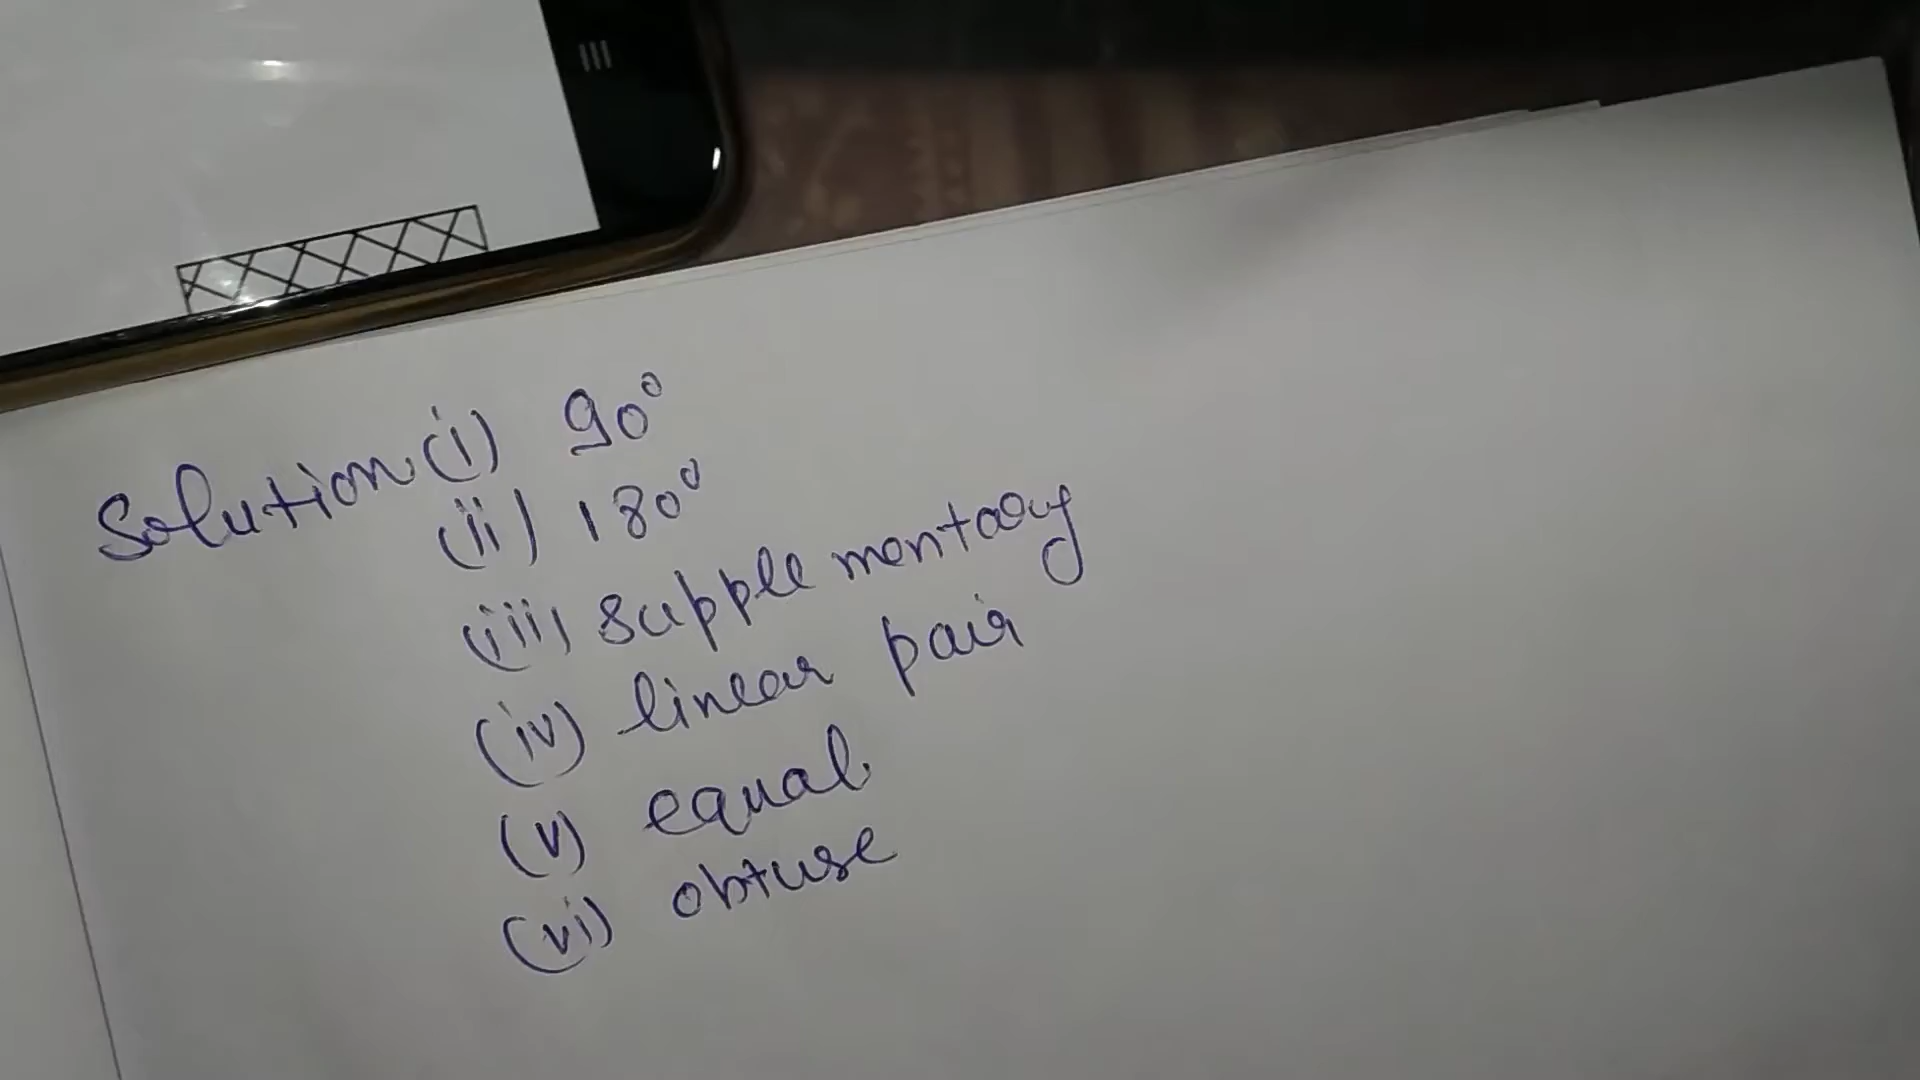 Solution (i) 90°
(ii) 180°
(iii) supplementary
(iv) linear pair
(v) equal
(vi) obtuse